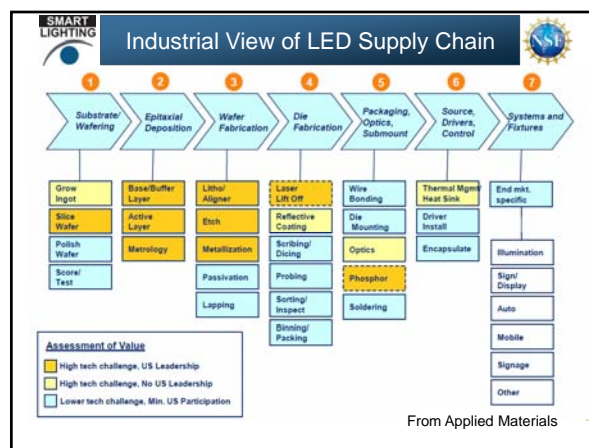 SMART
LIGHTING
Industrial View of LED Supply Chain
NSF
1
2
3
4
5
6
7
Substrate/
Wafering
Epitaxial
Deposition
Wafer
Fabrication
Die
Fabrication
Packaging,
Optics,
Submount
Source,
Drivers,
Control
Systems and
Fixtures
Grow
Ingot
Slice
Wafer
Polish
Wafer
Score/
Test
Base/Buffer
Layer
Active
Layer
Metrology
Litho/
Aligner
Etch
Metallization
Passivation
Lapping
Laser
Lift Off
Reflective
Coating
Scribing/
Dicing
Probing
Sorting/
Inspect
Binning/
Packing
Wire
Bonding
Die
Mounting
Optics
Phosphor
Soldering
Thermal Mgmt/
Heat Sink
Driver
Install
Encapsulate
End mkt.
specific
Illumination
Sign/
Display
Auto
Mobile
Signage
Other
Assessment of Value
High tech challenge, US Leadership
High tech challenge, No US Leadership
Lower tech challenge, Min. US Participation
From Applied Materials